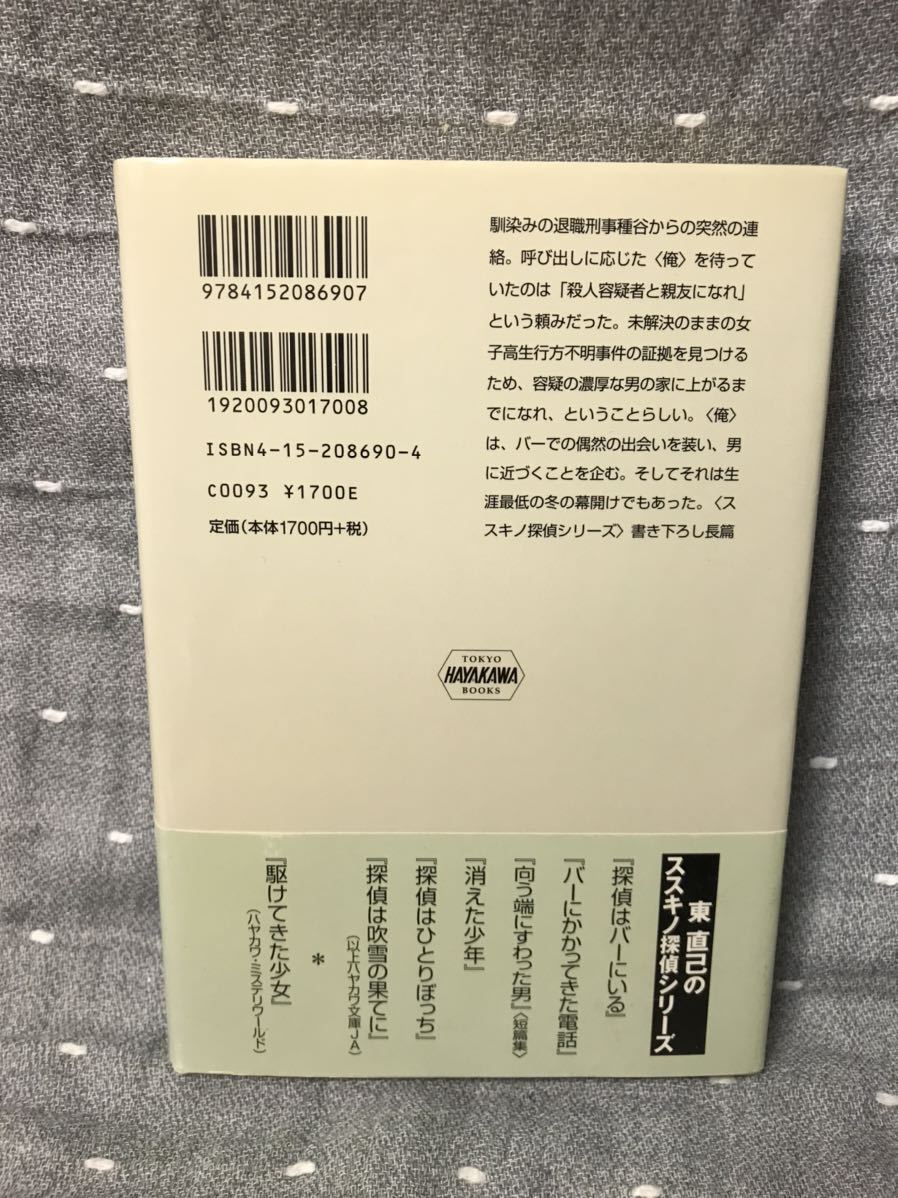 9784152086907
1920093017008
ISBN4-15-208690-4
C0093 ¥1700E
定価(本体1700円+税)
馴染みの退職刑事種谷からの突然の連
絡。呼び出しに応じた〈俺〉を待って
いたのは「殺人容疑者と親友になれ」
という頼みだった。未解決のままの女
子高生行方不明事件の証拠を見つける
ため、容疑の濃厚な男の家に上がるま
でになれ、ということらしい。〈俺〉
は、バーでの偶然の出会いを装い、男
に近づくことを企む。そしてそれは生
涯最低の冬の幕開けでもあった。〈ス
スキノ探偵シリーズ〉書き下ろし長篇
TOKYO
HAYAKAWA
BOOKS
東 直己の
ススキノ探偵シリーズ
『探偵はバーにいる』
『バーにかかってきた電話』
『向う端にすわった男』〈短篇集〉
『消えた少年』
『探偵はひとりぼっち』
『探偵は吹雪の果てに』
(以上ハヤカワ文庫JA)
*
『駆けてきた少女』
(ハヤカワ・ミステリワールド)